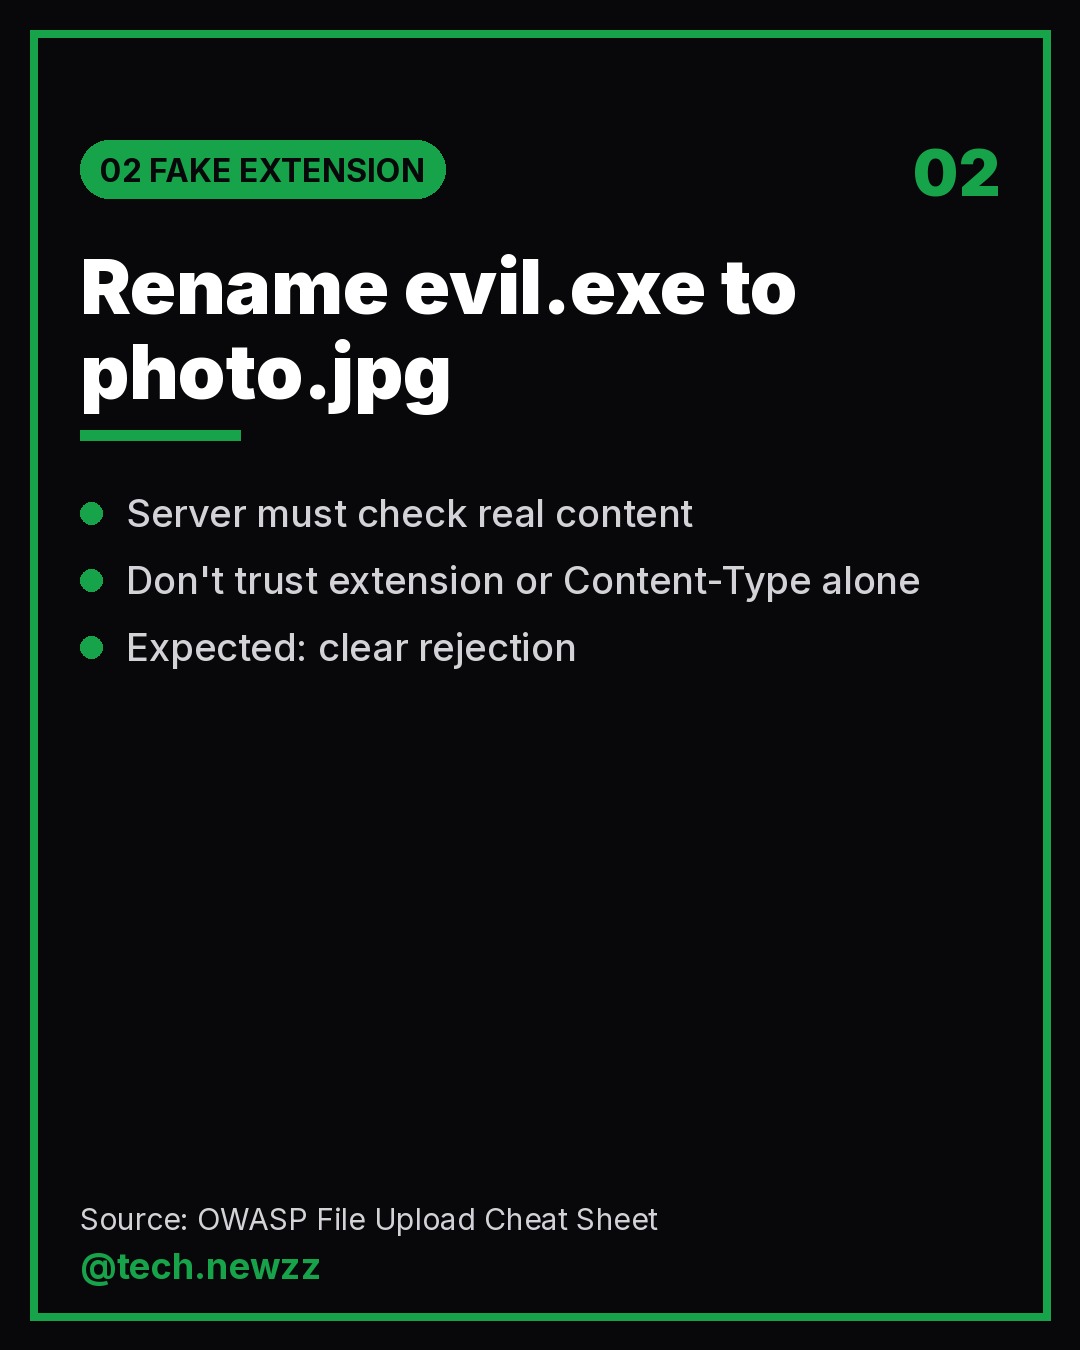 02 FAKE EXTENSION
02
Rename evil.exe to
photo.jpg
Server must check real content
Don't trust extension or Content-Type alone
Expected: clear rejection
Source: OWASP File Upload Cheat Sheet
@tech.newzz